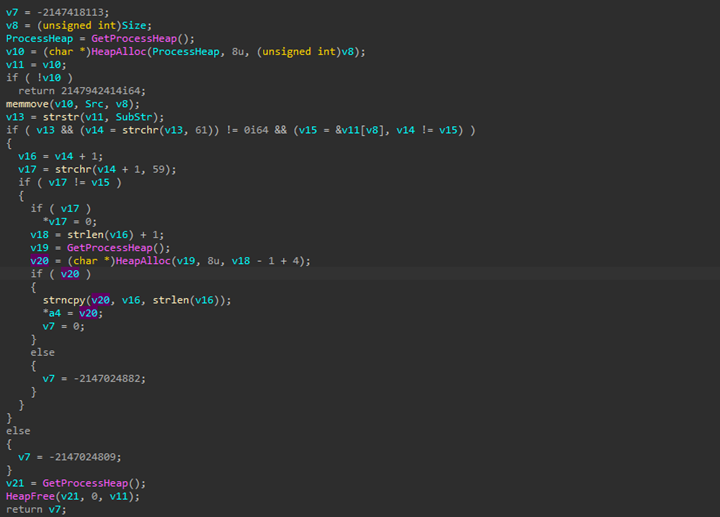 v7 = -2147418113;
v8 = (unsigned int)Size;
ProcessHeap = GetProcessHeap();
v10 = (char *)HeapAlloc(ProcessHeap, 8u, (unsigned int)v8);
v11 = v10;
if ( !v10 )
  return 2147942414i64;
memmove(v10, Src, v8);
v13 = strstr(v11, SubStr);
if ( v13 && (v14 = strchr(v13, 61)) != 0i64 && (v15 = &v11[v8], v14 != v15) )
{
  v16 = v14 + 1;
  v17 = strchr(v14 + 1, 59);
  if ( v17 != v15 )
  {
    if ( v17 )
      *v17 = 0;
    v18 = strlen(v16) + 1;
    v19 = GetProcessHeap();
    v20 = (char *)HeapAlloc(v19, 8u, v18 - 1 + 4);
    if ( v20 )
    {
      strncpy(v20, v16, strlen(v16));
      *a4 = v20;
      v7 = 0;
    }
    else
    {
      v7 = -2147024882;
    }
  }
}
else
{
  v7 = -2147024809;
}
v21 = GetProcessHeap();
HeapFree(v21, 0, v11);
return v7;